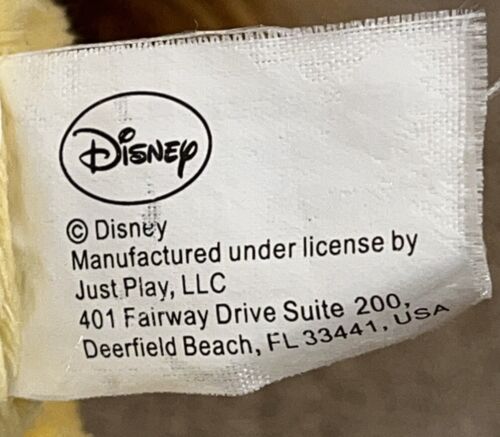 Disney
© Disney
Manufactured under license by
Just Play, LLC
401 Fairway Drive Suite 200,
Deerfield Beach, FL 33441, USA